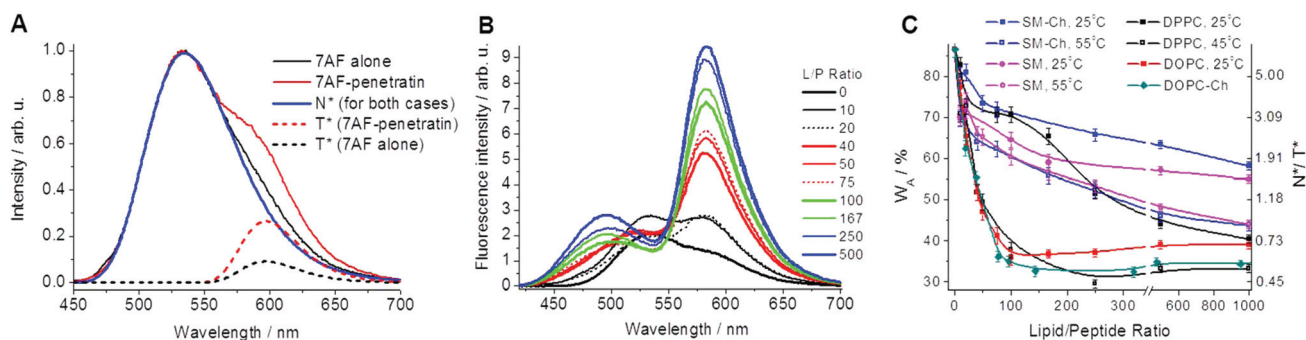 A
1.0
0.8
0.6
0.4
0.2
0.0
Intensity / arb. u.
450 500 550 600 650 700
Wavelength / nm
7AF alone
7AF-penetratin
N* (for both cases)
T* (7AF-penetratin)
T* (7AF alone)
B
9
8
7
6
5
4
3
2
1
0
Fluorescence intensity / arb. u.
450 500 550 600 650 700
Wavelength / nm
L/P Ratio
0
10
20
40
50
75
100
167
250
500
C
SM-Ch, 25°C
SM-Ch, 55°C
SM, 25°C
SM, 55°C
DPPC, 25°C
DPPC, 45°C
DOPC, 25°C
DOPC-Ch
80
70
60
50
40
30
W_A / %
5.00
3.09
1.91
1.18
0.73
0.45
N*/ T*
0 100 200 300 1000
Lipid/Peptide Ratio